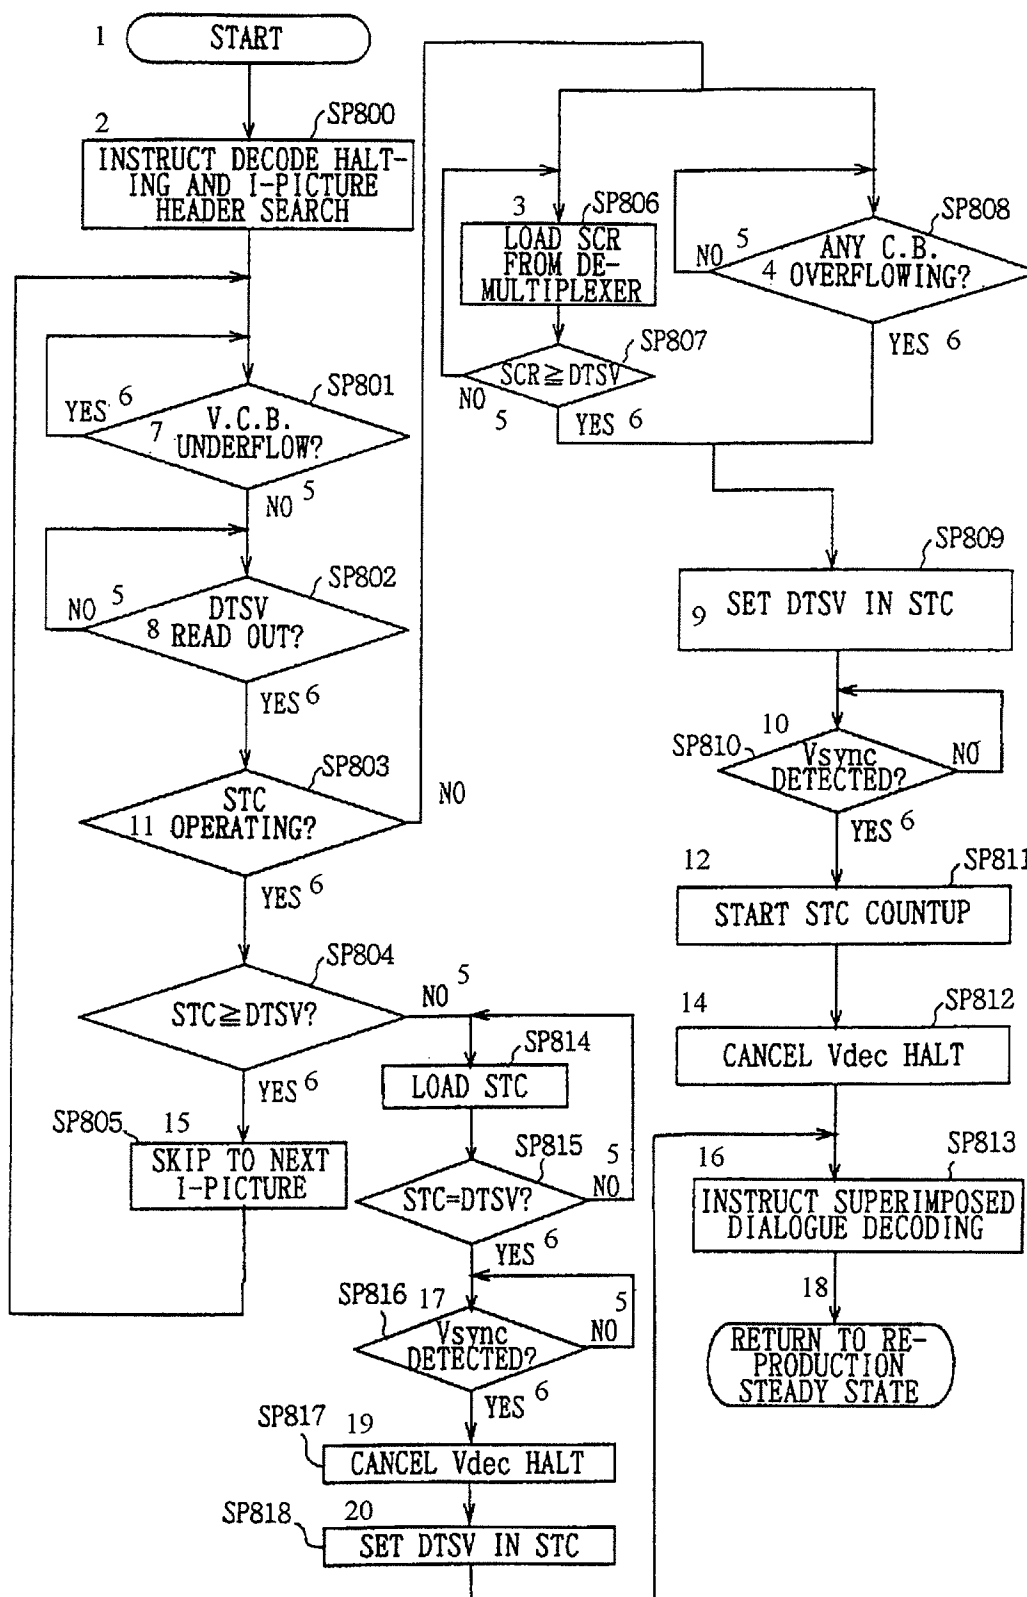 1
START
2
SP800
INSTRUCT DECODE HALT-
ING AND I-PICTURE
HEADER SEARCH
SP801
YES 6
7
V.C.B.
UNDERFLOW?
NO 5
SP802
NO 5
8
DTSV
READ OUT?
YES 6
SP803
11
STC
OPERATING?
NO
YES 6
SP804
STC≧DTSV?
NO 5
YES 6
SP805
15
SKIP TO NEXT
I-PICTURE
3
SP806
LOAD SCR
FROM DE-
MULTIPLEXER
SP807
SCR≧DTSV
NO
5
YES 6
SP808
NO 5
4
ANY C.B.
OVERFLOWING?
YES 6
SP809
9
SET DTSV IN STC
10
SP810
Vsync
DETECTED?
NO
YES 6
12
SP811
START STC COUNTUP
14
SP812
CANCEL Vdec HALT
16
SP813
INSTRUCT SUPERIMPOSED
DIALOGUE DECODING
18
RETURN TO RE-
PRODUCTION
STEADY STATE
SP814
LOAD STC
SP815
STC=DTSV?
5
NO
YES 6
SP816
17
Vsync
DETECTED?
5
NO
YES 6
SP817
19
CANCEL Vdec HALT
SP818
20
SET DTSV IN STC